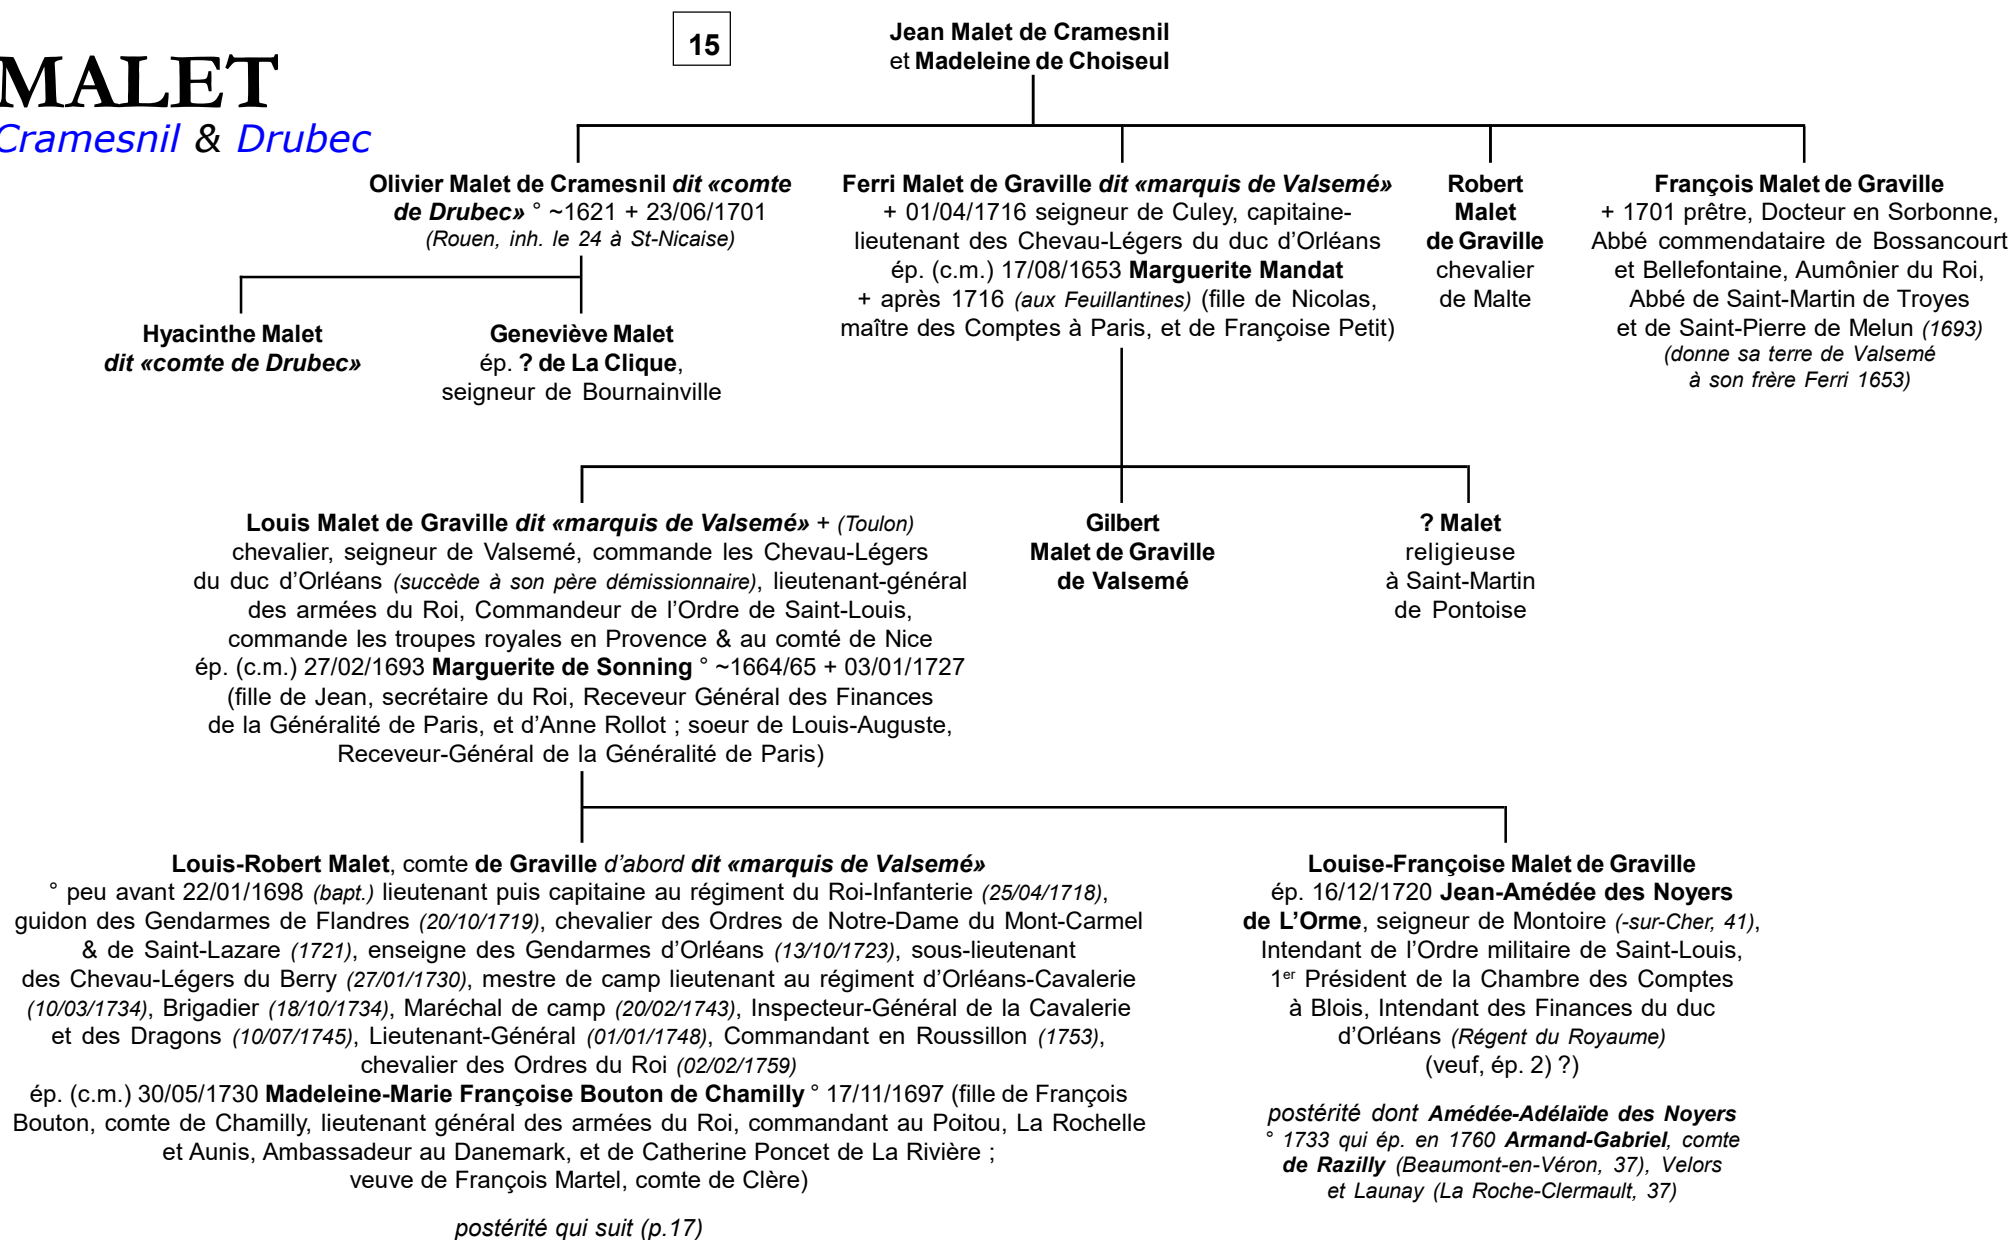 MALET
Cramesnil & Drubec
15
Jean Malet de Cramesnil
et Madeleine de Choiseul
Olivier Malet de Cramesnil dit «comte
de Drubec» ° ~1621 + 23/06/1701
(Rouen, inh. le 24 à St-Nicaise)
Ferri Malet de Graville dit «marquis de Valsemé»
+ 01/04/1716 seigneur de Culey, capitaine-
lieutenant des Chevau-Légers du duc d’Orléans
ép. (c.m.) 17/08/1653 Marguerite Mandat
+ après 1716 (aux Feuillantines) (fille de Nicolas,
maître des Comptes à Paris, et de Françoise Petit)
Robert
Malet
de Graville
chevalier
de Malte
François Malet de Graville
+ 1701 prêtre, Docteur en Sorbonne,
Abbé commendataire de Bossancourt
et Bellefontaine, Aumônier du Roi,
Abbé de Saint-Martin de Troyes
et de Saint-Pierre de Melun (1693)
(donne sa terre de Valsemé
à son frère Ferri 1653)
Hyacinthe Malet
dit «comte de Drubec»
Geneviève Malet
ép. ? de La Clique,
seigneur de Bournainville
Louis Malet de Graville dit «marquis de Valsemé» + (Toulon)
chevalier, seigneur de Valsemé, commande les Chevau-Légers
du duc d’Orléans (succède à son père démissionnaire), lieutenant-général
des armées du Roi, Commandeur de l’Ordre de Saint-Louis,
commande les troupes royales en Provence & au comté de Nice
ép. (c.m.) 27/02/1693 Marguerite de Sonning ° ~1664/65 + 03/01/1727
(fille de Jean, secrétaire du Roi, Receveur Général des Finances
de la Généralité de Paris, et d’Anne Rollot ; soeur de Louis-Auguste,
Receveur-Général de la Généralité de Paris)
Gilbert
Malet de Graville
de Valsemé
? Malet
religieuse
à Saint-Martin
de Pontoise
Louis-Robert Malet, comte de Graville d’abord dit «marquis de Valsemé»
° peu avant 22/01/1698 (bapt.) lieutenant puis capitaine au régiment du Roi-Infanterie (25/04/1718),
guidon des Gendarmes de Flandres (20/10/1719), chevalier des Ordres de Notre-Dame du Mont-Carmel
& de Saint-Lazare (1721), enseigne des Gendarmes d’Orléans (13/10/1723), sous-lieutenant
des Chevau-Légers du Berry (27/01/1730), mestre de camp lieutenant au régiment d’Orléans-Cavalerie
(10/03/1734), Brigadier (18/10/1734), Maréchal de camp (20/02/1743), Inspecteur-Général de la Cavalerie
et des Dragons (10/07/1745), Lieutenant-Général (01/01/1748), Commandant en Roussillon (1753),
chevalier des Ordres du Roi (02/02/1759)
ép. (c.m.) 30/05/1730 Madeleine-Marie Françoise Bouton de Chamilly ° 17/11/1697 (fille de François
Bouton, comte de Chamilly, lieutenant général des armées du Roi, commandant au Poitou, La Rochelle
et Aunis, Ambassadeur au Danemark, et de Catherine Poncet de La Rivière ;
veuve de François Martel, comte de Clère)
postérité qui suit (p.17)
Louise-Françoise Malet de Graville
ép. 16/12/1720 Jean-Amédée des Noyers
de L’Orme, seigneur de Montoire (-sur-Cher, 41),
Intendant de l’Ordre militaire de Saint-Louis,
1er Président de la Chambre des Comptes
à Blois, Intendant des Finances du duc
d’Orléans (Régent du Royaume)
(veuf, ép. 2) ?)
postérité dont Amédée-Adélaïde des Noyers
° 1733 qui ép. en 1760 Armand-Gabriel, comte
de Razilly (Beaumont-en-Véron, 37), Velors
et Launay (La Roche-Clermault, 37)